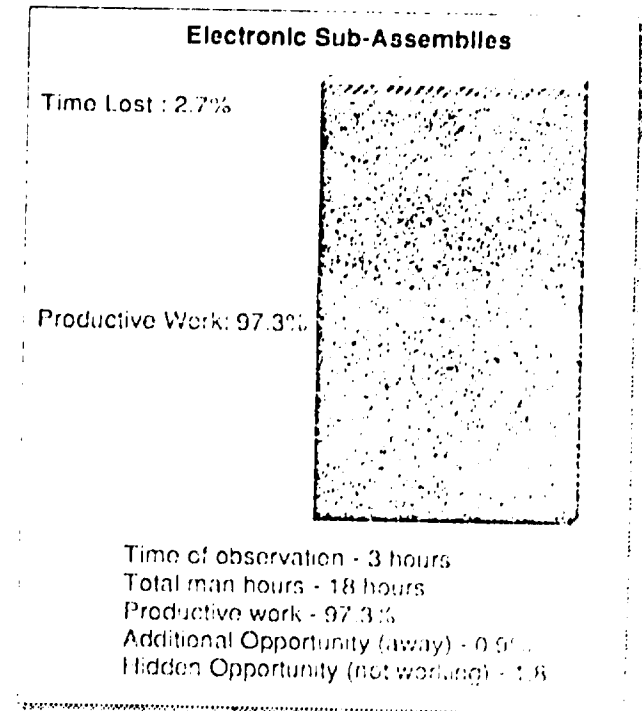 Electronic Sub-Assemblies
Time Lost : 2.7%
Productive Work: 97.3%
Time of observation - 3 hours
Total man hours - 18 hours
Productive work - 97.3%
Additional Opportunity (away) - 0.9%
Hidden Opportunity (not working) - 1.8